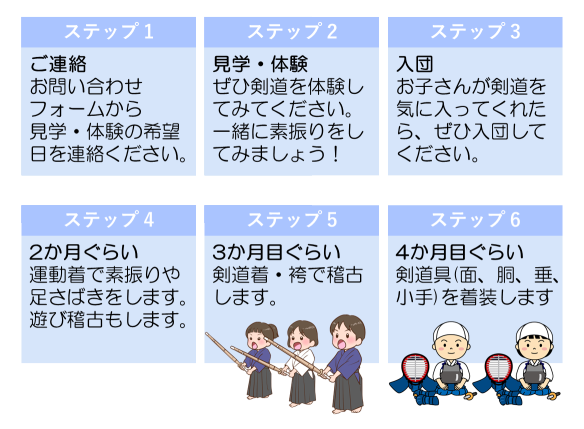 ステップ1
ご連絡
お問い合わせ
フォームから
見学・体験の希望
日を連絡ください。
ステップ2
見学・体験
ぜひ剣道を体験し
てみてください。
一緒に素振りをし
てみましょう！
ステップ3
入団
お子さんが剣道を
気に入ってくれた
ら、ぜひ入団して
ください。
ステップ4
2か月ぐらい
運動着で素振りや
足さばきをします。
遊び稽古もします。
ステップ5
3か月目ぐらい
剣道着・袴で稽古
します。
ステップ6
4か月目ぐらい
剣道具(面、胴、垂、
小手)を着装します